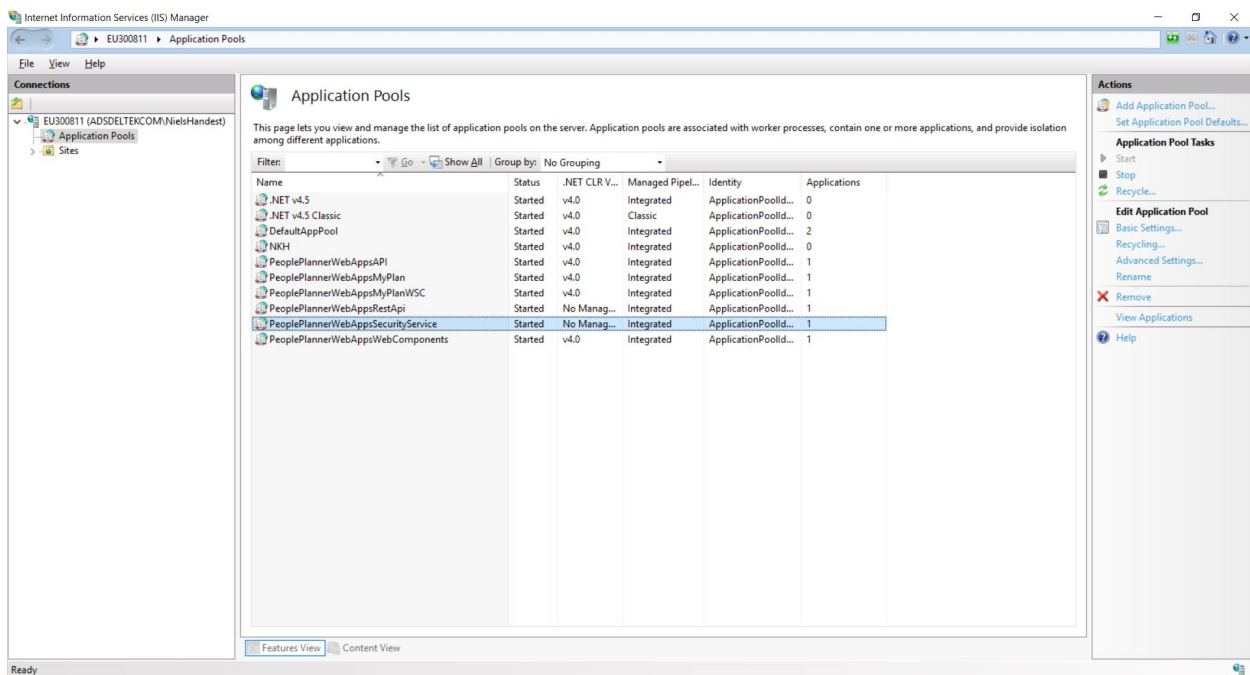 Internet Information Services (IIS) Manager
EU300811 Application Pools
File View Help
Connections
EU300811 (ADSDELTEKCOM\NielsHandest)
Application Pools
Sites
Application Pools
This page lets you view and manage the list of application pools on the server. Application pools are associated with worker processes, contain one or more applications, and provide isolation
among different applications.
Filter: Go Show All Group by: No Grouping
Name Status .NET CLR V... Managed Pipel... Identity Applications
.NET v4.5 Started v4.0 Integrated ApplicationPoolId... 0
.NET v4.5 Classic Started v4.0 Classic ApplicationPoolId... 0
DefaultAppPool Started v4.0 Integrated ApplicationPoolId... 2
NKH Started v4.0 Integrated ApplicationPoolId... 0
PeoplePlannerWebAppsAPI Started v4.0 Integrated ApplicationPoolId... 1
PeoplePlannerWebAppsMyPlan Started v4.0 Integrated ApplicationPoolId... 1
PeoplePlannerWebAppsMyPlanWSC Started v4.0 Integrated ApplicationPoolId... 1
PeoplePlannerWebAppsRestApi Started No Manag... Integrated ApplicationPoolId... 1
PeoplePlannerWebAppsSecurityService Started No Manag... Integrated ApplicationPoolId... 1
PeoplePlannerWebAppsWebComponents Started v4.0 Integrated ApplicationPoolId... 1
Features View Content View
Actions
Add Application Pool...
Set Application Pool Defaults...
Application Pool Tasks
Start
Stop
Recycle...
Edit Application Pool
Basic Settings...
Recycling...
Advanced Settings...
Rename
Remove
View Applications
Help
Ready